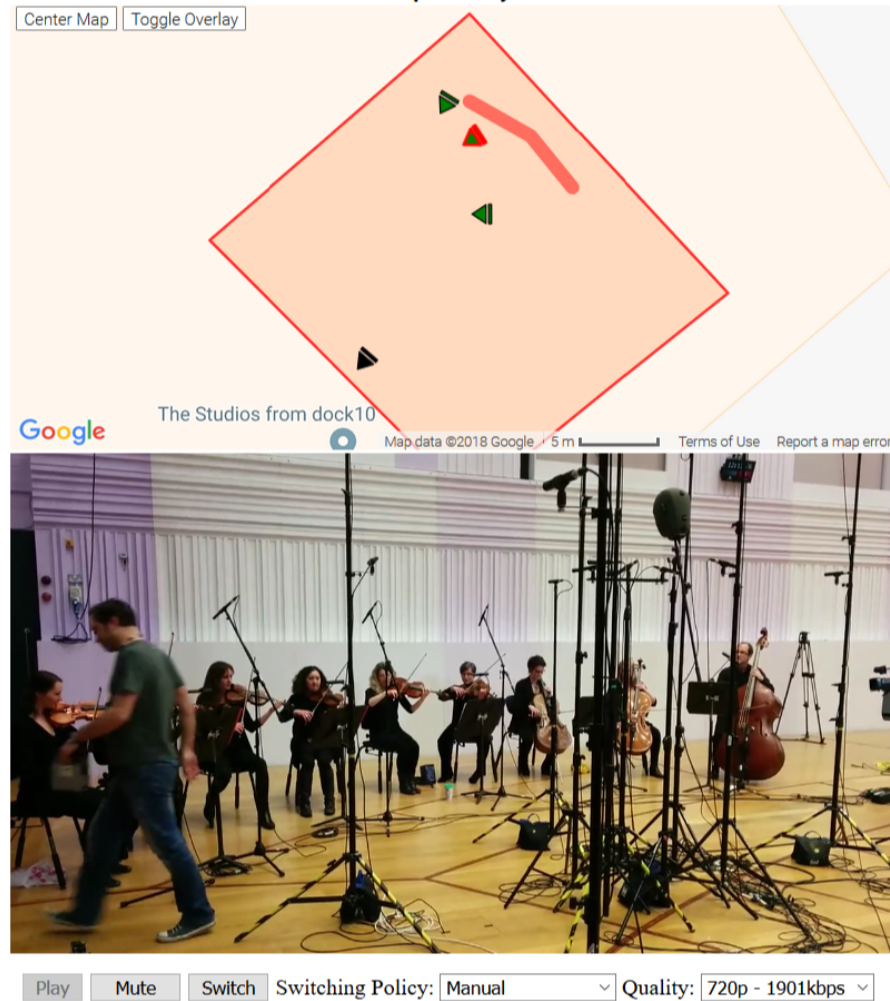 Center Map Toggle Overlay
The Studios from dock10
Google
Map data ©2018 Google 5 m Terms of Use Report a map error
Play Mute Switch Switching Policy: Manual Quality: 720p - 1901kbps